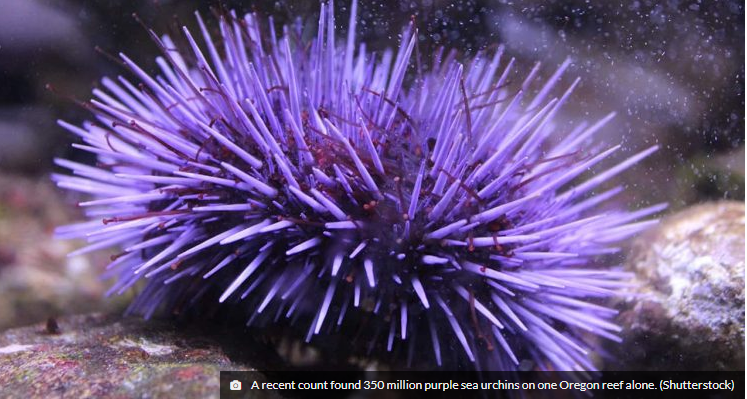 A recent count found 350 million purple sea urchins on one Oregon reef alone. (Shutterstock)